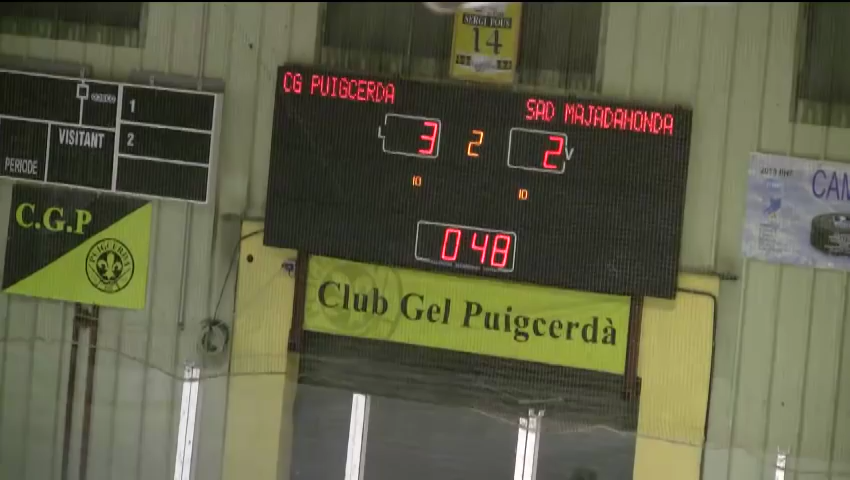 SERGI POUS
14
CG PUIGCERDA
SAD MAJADAHONDA
L 3 2 2 V
10 10
0 48
1
VISITANT 2
PERIODE
C.G.P
PUIGCERDA
Club Gel Puigcerdà
CAM